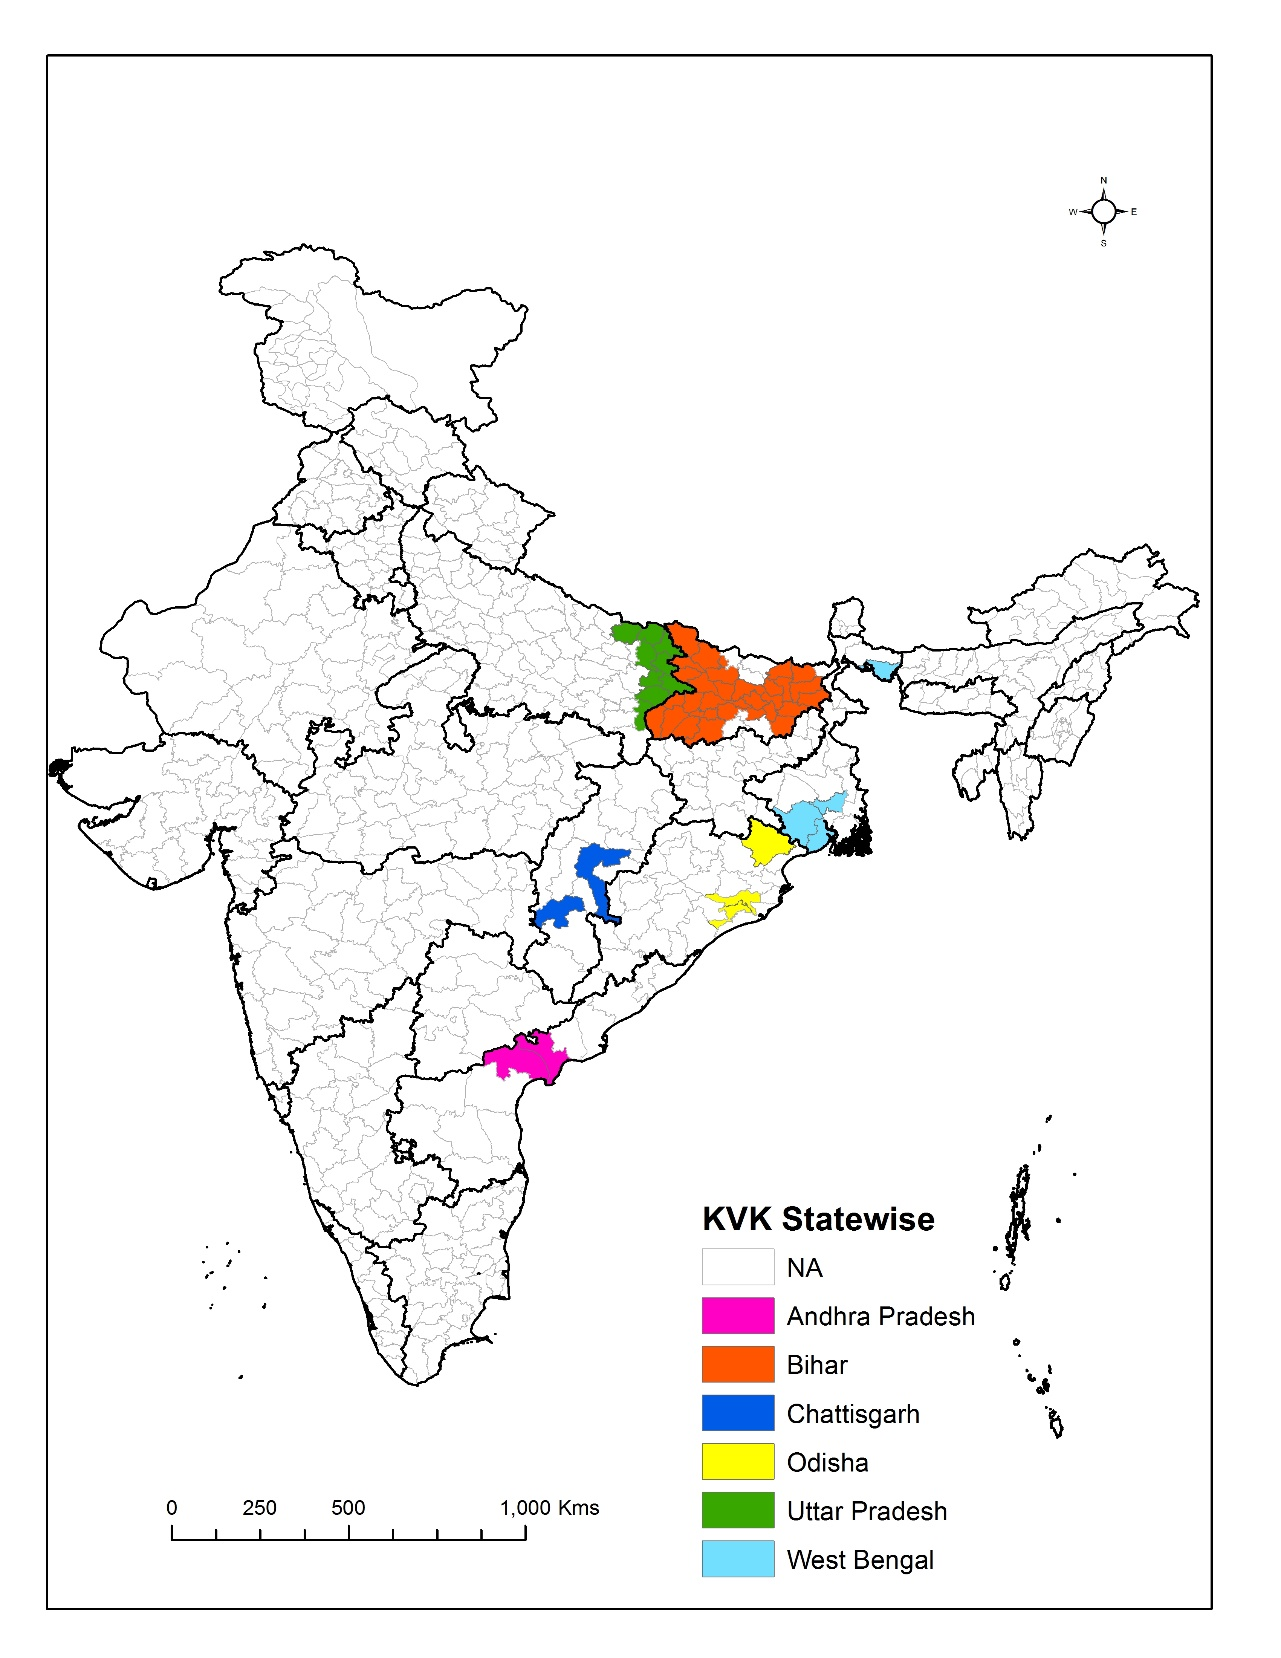 N
W E
S
KVK Statewise
NA
Andhra Pradesh
Bihar
Chattisgarh
Odisha
Uttar Pradesh
West Bengal
0 250 500 1,000 Kms